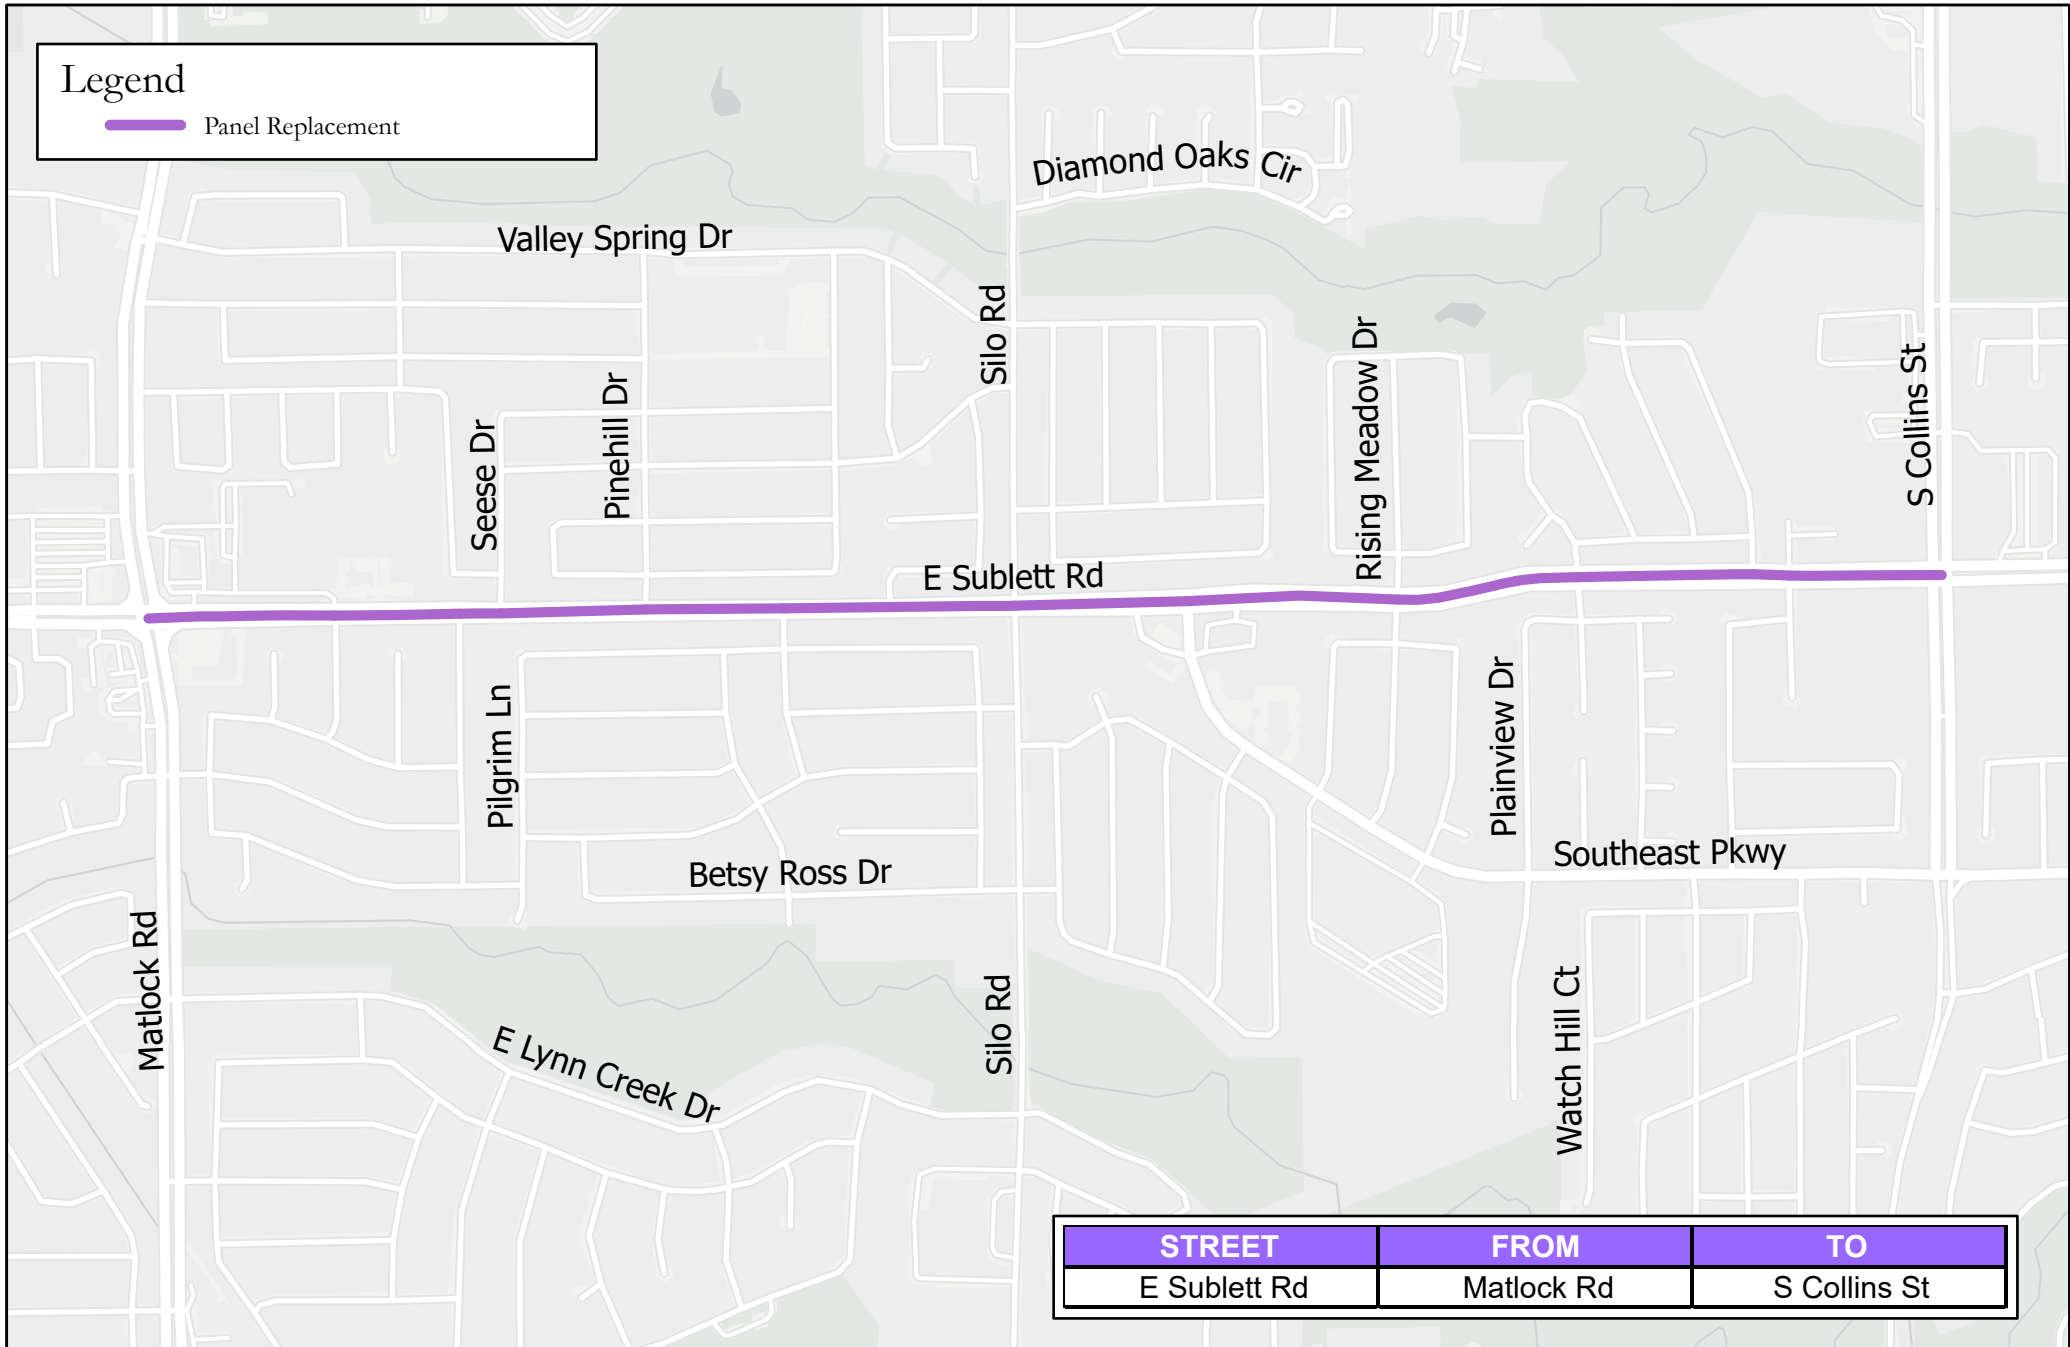 Legend
Panel Replacement
Diamond Oaks Cir
Valley Spring Dr
Silo Rd
Rising Meadow Dr
S Collins St
Pinehill Dr
Seese Dr
E Sublett Rd
Pilgrim Ln
Plainview Dr
Southeast Pkwy
Betsy Ross Dr
Matlock Rd
Silo Rd
Watch Hill Ct
E Lynn Creek Dr
STREET FROM TO
E Sublett Rd Matlock Rd S Collins St